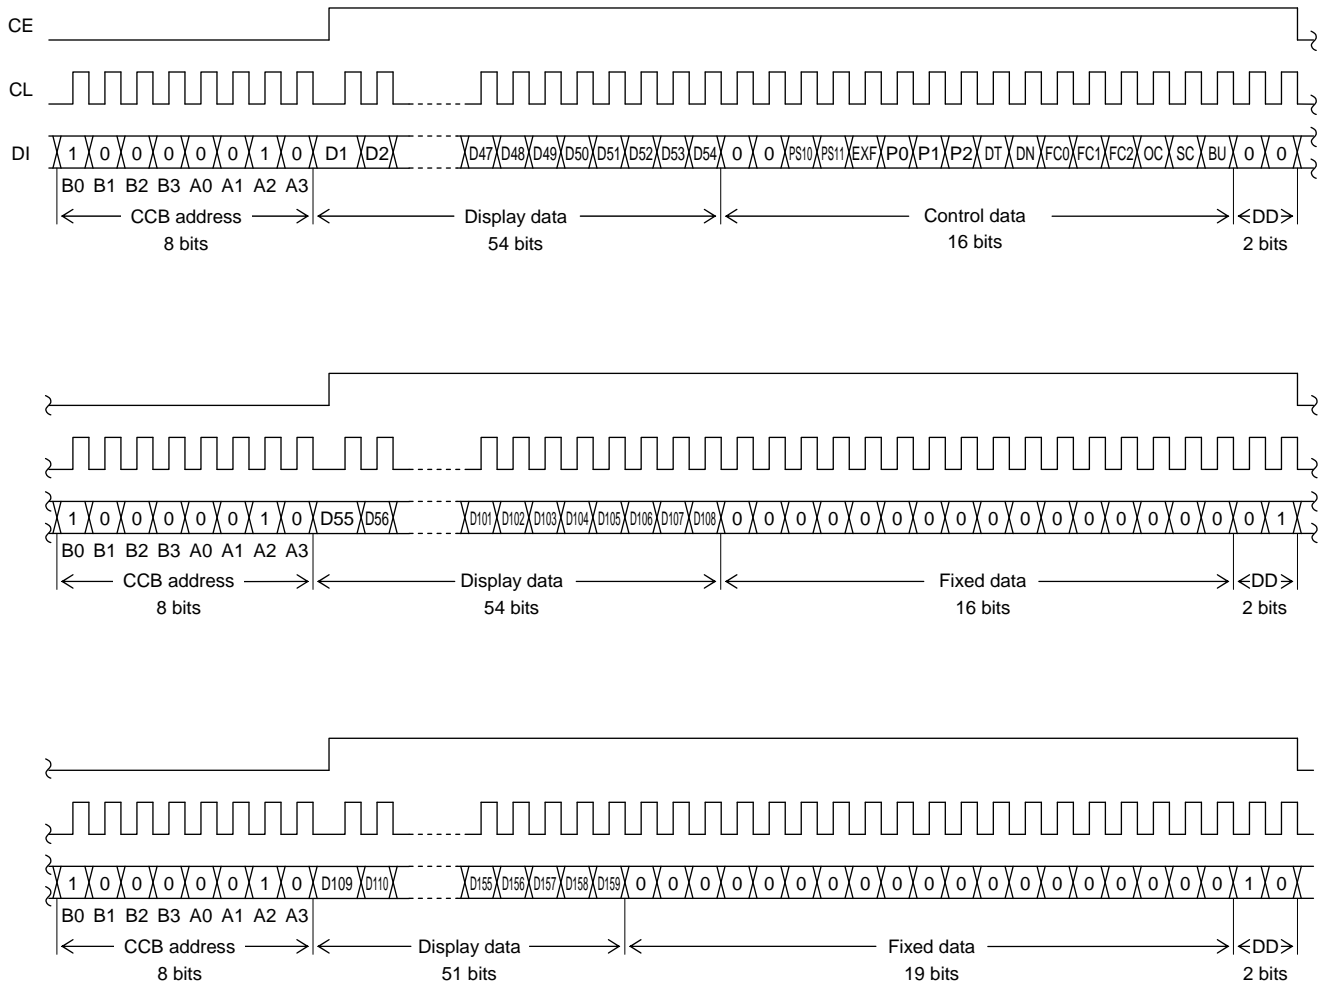 CE
CL
DI 1 0 0 0 0 0 1 0 D1 D2 D47 D48 D49 D50 D51 D52 D53 D54 0 0 PS10 PS11 EXF P0 P1 P2 DT DN FC0 FC1 FC2 OC SC BU 0 0
B0 B1 B2 B3 A0 A1 A2 A3
CCB address Display data Control data DD
8 bits 54 bits 16 bits 2 bits
1 0 0 0 0 0 1 0 D55 D56 D101 D102 D103 D104 D105 D106 D107 D108 0 0 0 0 0 0 0 0 0 0 0 0 0 0 0 0 0 1
B0 B1 B2 B3 A0 A1 A2 A3
CCB address Display data Fixed data DD
8 bits 54 bits 16 bits 2 bits
1 0 0 0 0 0 1 0 D109 D110 D155 D156 D157 D158 D159 0 0 0 0 0 0 0 0 0 0 0 0 0 0 0 0 0 0 0 1 0
B0 B1 B2 B3 A0 A1 A2 A3
CCB address Display data Fixed data DD
8 bits 51 bits 19 bits 2 bits